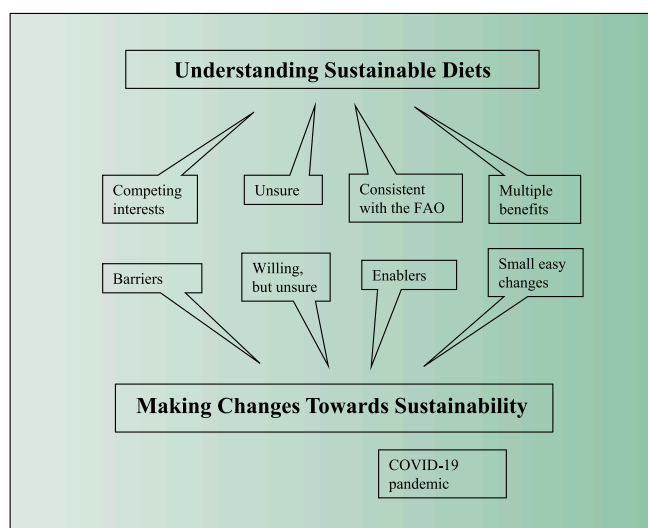 Understanding Sustainable Diets
Competing
interests
Unsure
Consistent
with the FAO
Multiple
benefits
Barriers
Willing,
but unsure
Enablers
Small easy
changes
Making Changes Towards Sustainability
COVID-19
pandemic